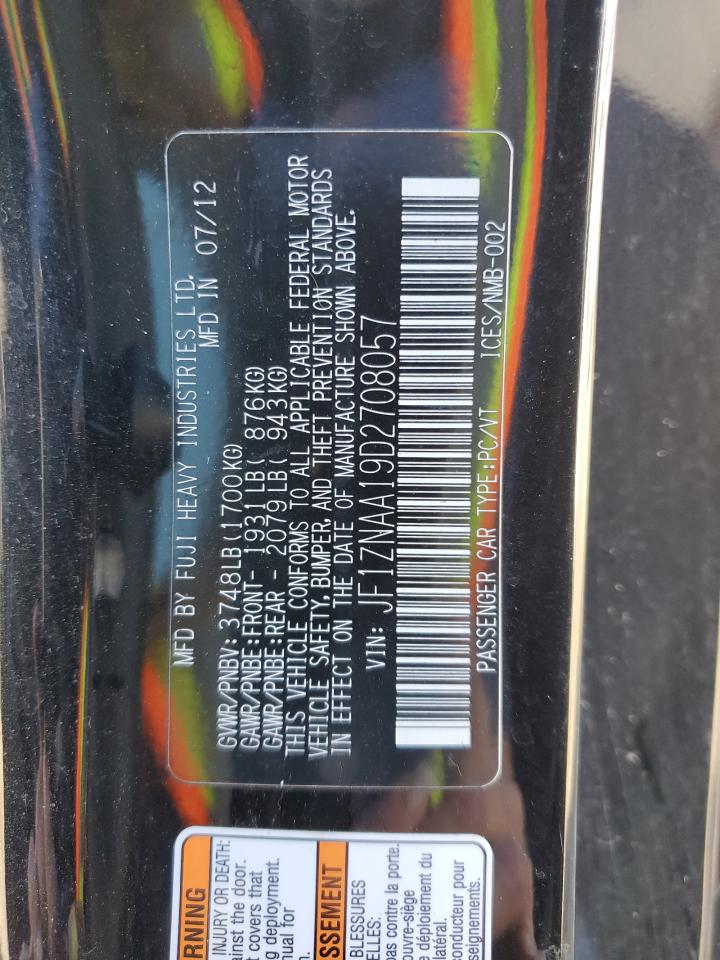 MFD BY FUJI HEAVY INDUSTRIES LTD.
MFD IN 07/12
GVWR/PNBV: 3748LB(1700KG)
GAWR/PNBE:FRONT- 1931LB( 876KG)
GAWR/PNBE:REAR - 2079LB( 943KG)
THIS VEHICLE CONFORMS TO ALL APPLICABLE FEDERAL MOTOR
VEHICLE SAFETY, BUMPER, AND THEFT PREVENTION STANDARDS
IN EFFECT ON THE DATE OF MANUFACTURE SHOWN ABOVE.
VIN: JF1ZNAA19D2708057
PASSENGER CAR TYPE:PC/VT ICES/NMB-002
RNING
INJURY OR DEATH:
ainst the door.
t covers that
ng deployment.
nual for
n.
SSEMENT
BLESSURES
ELLES:
pas contre la porte.
ouvre-siège
e déploiement du
latéral.
onducteur pour
seignements.